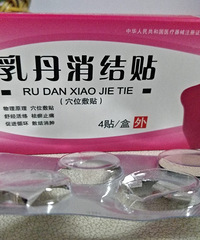 中华人民共和国医疗器械注册证
乳丹消结贴
RU DAN XIAO JIE TIE
(穴位敷贴)
物理原理 穴位敷贴
舒经活络 祛瘀止痛
促进循环 散结消肿
4贴/盒 外